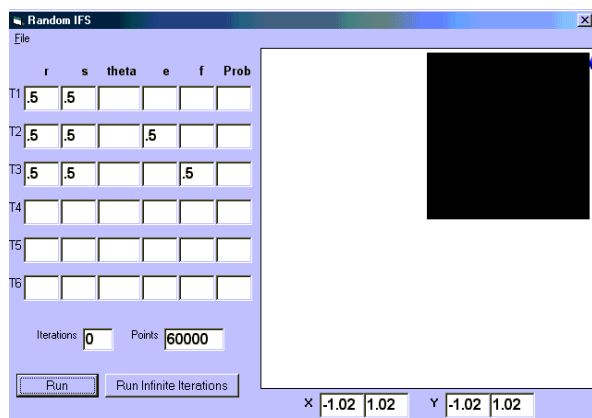 Random IFS
File
r s theta e f Prob
T1 .5 .5
T2 .5 .5 .5
T3 .5 .5 .5
T4
T5
T6
Iterations 0 Points 60000
Run Run Infinite Iterations
X -1.02 1.02 Y -1.02 1.02